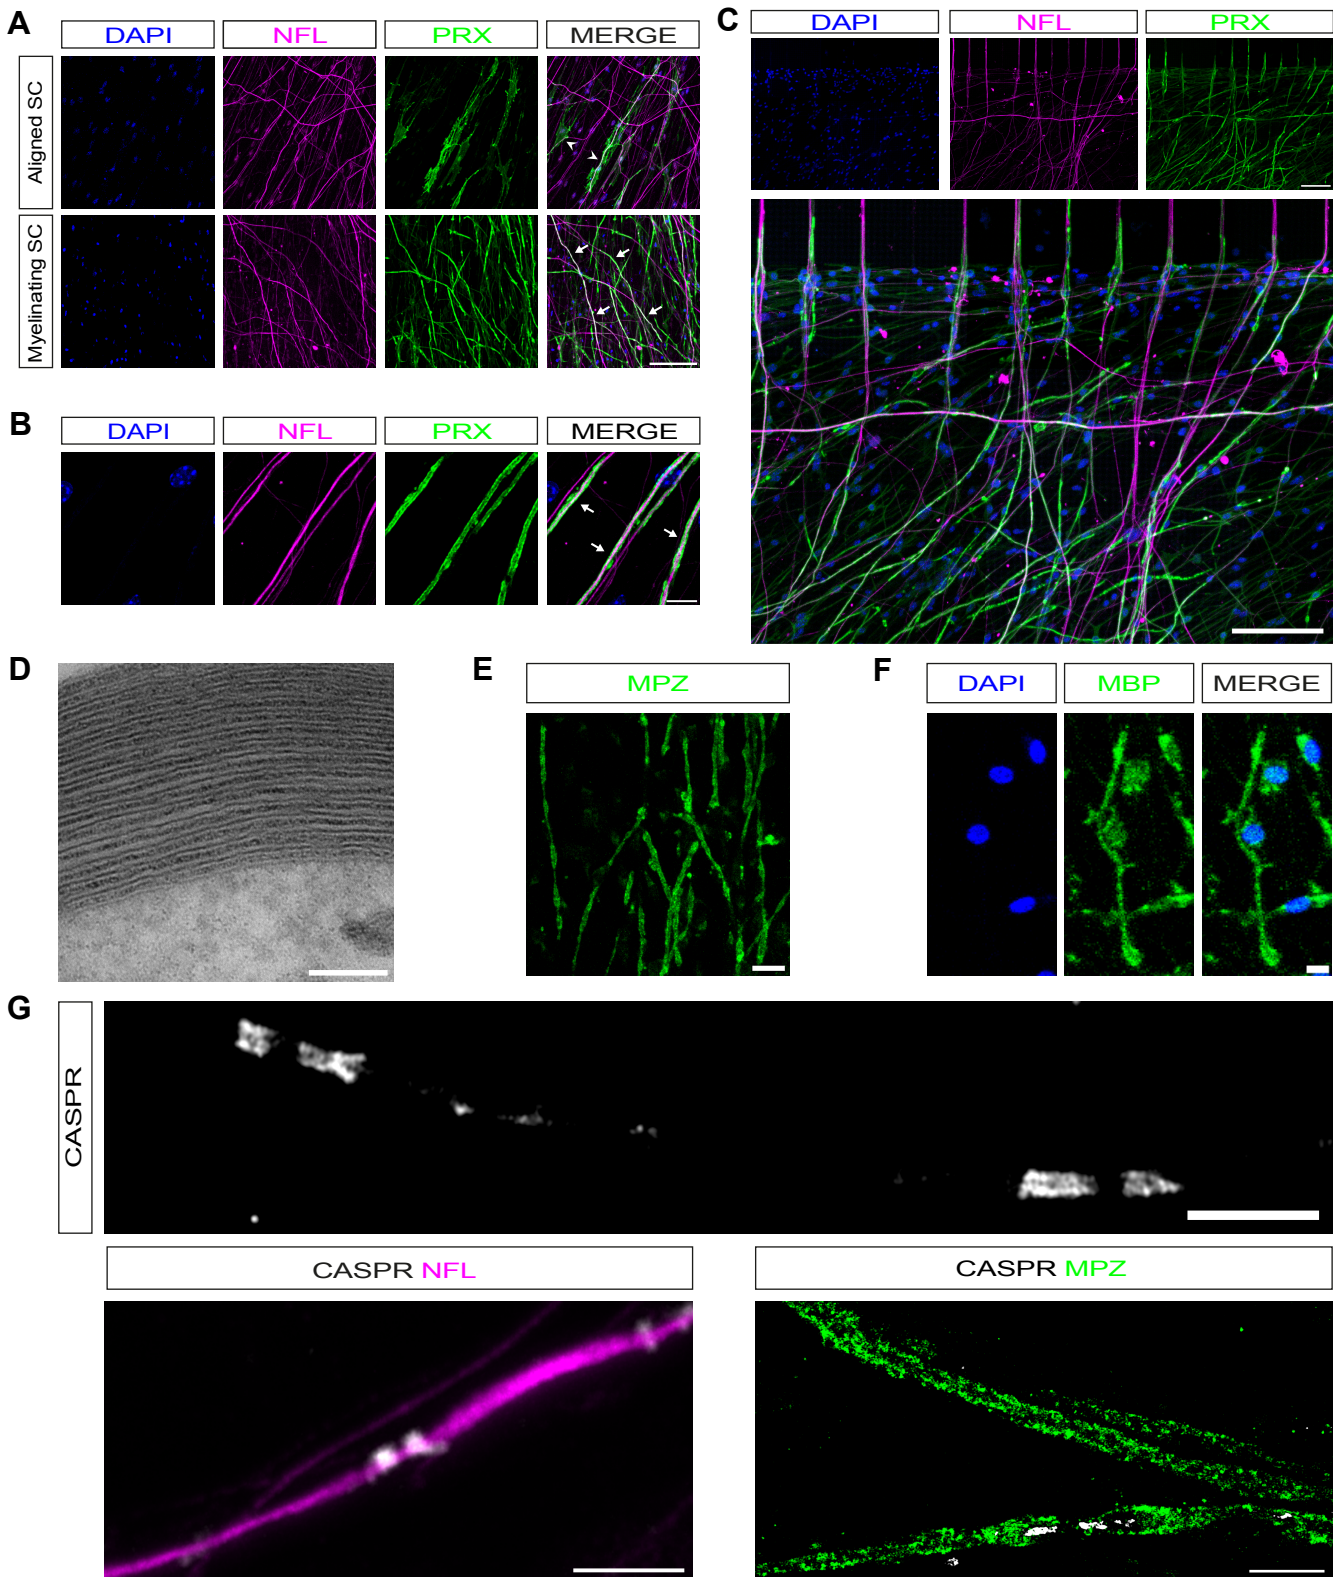 A
DAPI NFL PRX MERGE
Aligned SC
Myelinating SC
B
DAPI NFL PRX MERGE
C
DAPI NFL PRX
D
E
MPZ
F
DAPI MBP MERGE
G
CASPR
CASPR NFL
CASPR MPZ